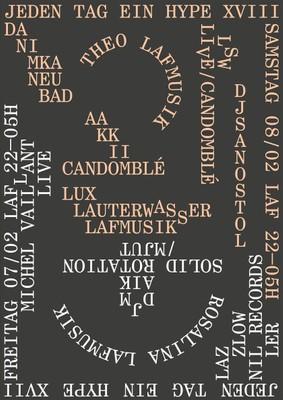 JEDEN TAG EIN HYPE XVIII
SAMSTAG 08/02 LAF 22—05H
DA
NI
MKA
NEU
BAD
THEO LAFMUSIK
LSW
LIVE/CANDOMBLÉ
DJSANOSTOL
AA
KK
II
CANDOMBLÉ
LUX
LAUTERWASSER
LAFMUSIK
JEDEN TAG EIN HYPE XVII
FREITAG 07/02 LAF 22—05H
MICHEL VAILLANT
LIVE
DJM
AIK
SOLID ROTATION
/MJUT
ROSALINA LAFMUSIK
LAZ
ZLOW
NIL RECORDS
LER